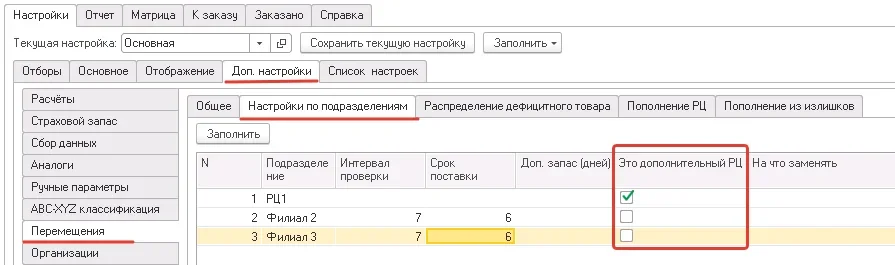 Настройки Отчет Матрица К заказу Заказано Справка
Текущая настройка: Основная Сохранить текущую настройку Заполнить
Отборы Основное Отображение Доп. настройки Список настроек
Расчёты
Страховой запас
Сбор данных
Аналоги
Ручные параметры
ABC-XYZ классификация
Перемещения
Организации
Общее Настройки по подразделениям Распределение дефицитного товара Пополнение РЦ Пополнение из излишков
Заполнить
N Подразделе Интервал Срок Доп. запас (дней) Это дополнительный РЦ На что заменять
ние проверки поставки
1 РЦ1
2 Филиал 2 7 6
3 Филиал 3 7 6